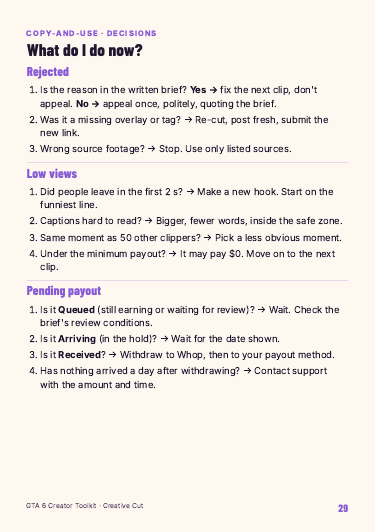 COPY-AND-USE · DECISIONS
What do I do now?
Rejected
1. Is the reason in the written brief? Yes → fix the next clip, don't
appeal. No → appeal once, politely, quoting the brief.
2. Was it a missing overlay or tag? → Re-cut, post fresh, submit the
new link.
3. Wrong source footage? → Stop. Use only listed sources.
Low views
1. Did people leave in the first 2 s? → Make a new hook. Start on the
funniest line.
2. Captions hard to read? → Bigger, fewer words, inside the safe zone.
3. Same moment as 50 other clippers? → Pick a less obvious moment.
4. Under the minimum payout? → It may pay $0. Move on to the next
clip.
Pending payout
1. Is it Queued (still earning or waiting for review)? → Wait. Check the
brief's review conditions.
2. Is it Arriving (in the hold)? → Wait for the date shown.
3. Is it Received? → Withdraw to Whop, then to your payout method.
4. Has nothing arrived a day after withdrawing? → Contact support
with the amount and time.
GTA 6 Creator Toolkit · Creative Cut
29